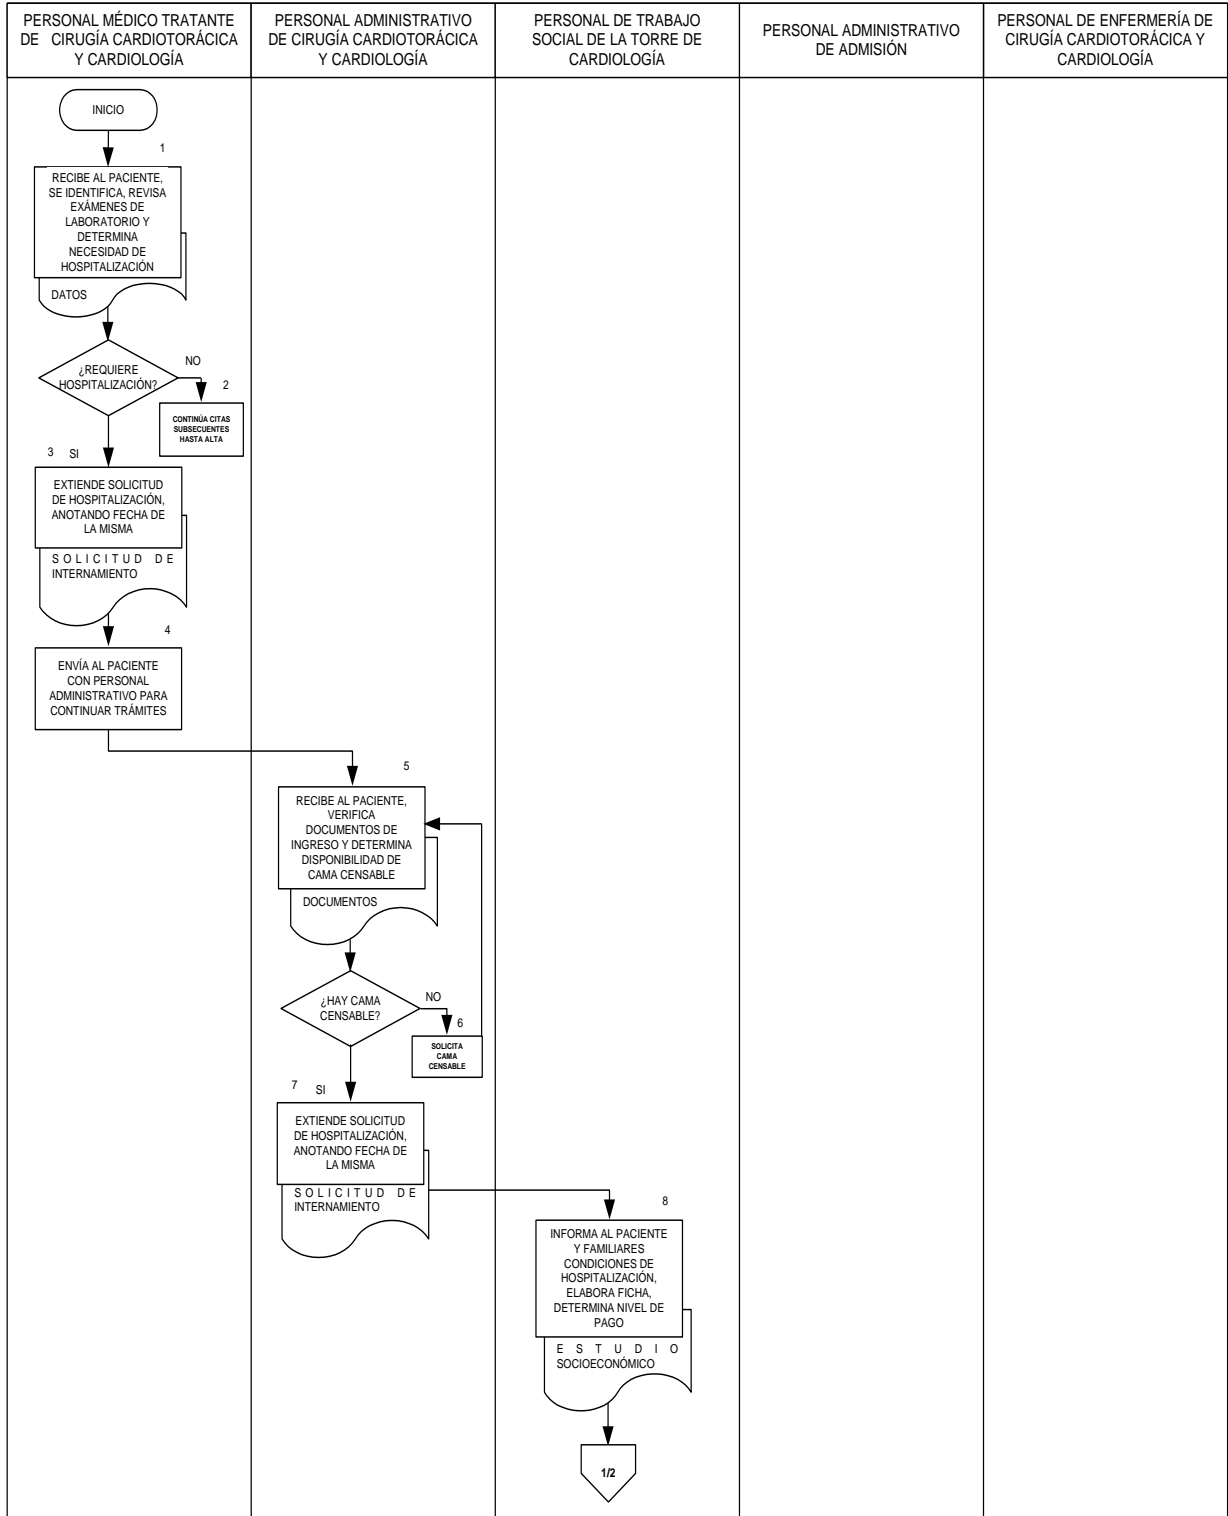 PERSONAL MÉDICO TRATANTE
DE CIRUGÍA CARDIOTORÁCICA
Y CARDIOLOGÍA
PERSONAL ADMINISTRATIVO
DE CIRUGÍA CARDIOTORÁCICA
Y CARDIOLOGÍA
PERSONAL DE TRABAJO
SOCIAL DE LA TORRE DE
CARDIOLOGÍA
PERSONAL ADMINISTRATIVO
DE ADMISIÓN
PERSONAL DE ENFERMERÍA DE
CIRUGÍA CARDIOTORÁCICA Y
CARDIOLOGÍA
INICIO
1
RECIBE AL PACIENTE,
SE IDENTIFICA, REVISA
EXÁMENES DE
LABORATORIO Y
DETERMINA
NECESIDAD DE
HOSPITALIZACIÓN
DATOS
¿REQUIERE
HOSPITALIZACIÓN?
NO
2
CONTINÚA CITAS
SUBSECUENTES
HASTA ALTA
3 SI
EXTIENDE SOLICITUD
DE HOSPITALIZACIÓN,
ANOTANDO FECHA DE
LA MISMA
SOLICITUD DE
INTERNAMIENTO
4
ENVÍA AL PACIENTE
CON PERSONAL
ADMINISTRATIVO PARA
CONTINUAR TRÁMITES
5
RECIBE AL PACIENTE,
VERIFICA
DOCUMENTOS DE
INGRESO Y DETERMINA
DISPONIBILIDAD DE
CAMA CENSABLE
DOCUMENTOS
¿HAY CAMA
CENSABLE?
NO
6
SOLICITA
CAMA
CENSABLE
7 SI
EXTIENDE SOLICITUD
DE HOSPITALIZACIÓN,
ANOTANDO FECHA DE
LA MISMA
SOLICITUD DE
INTERNAMIENTO
8
INFORMA AL PACIENTE
Y FAMILIARES
CONDICIONES DE
HOSPITALIZACIÓN,
ELABORA FICHA,
DETERMINA NIVEL DE
PAGO
ESTUDIO
SOCIOECONÓMICO
1/2